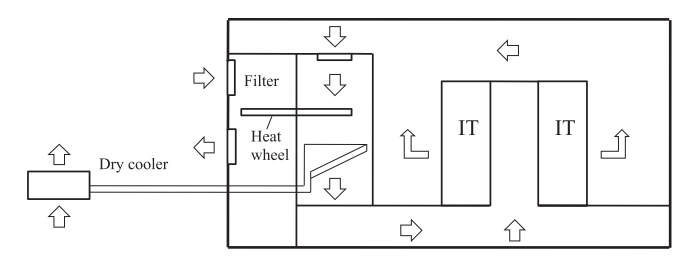 Filter
IT
IT
Heat
wheel
Dry cooler